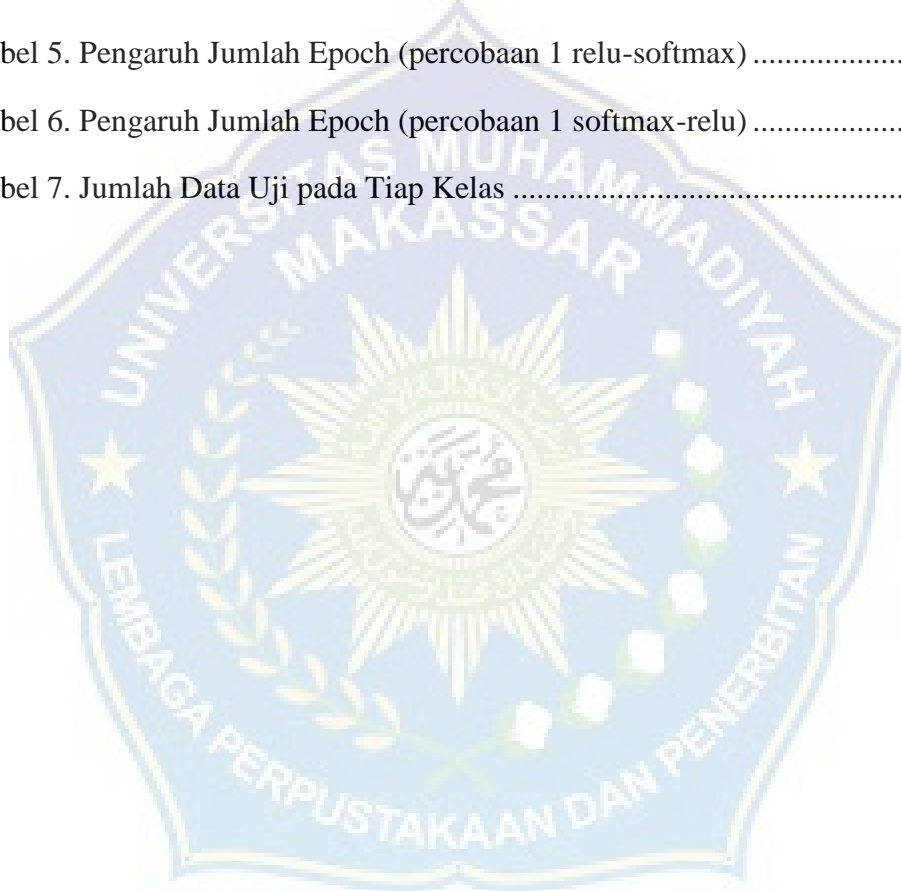 bel 5. Pengaruh Jumlah Epoch (percobaan 1 relu-softmax) ...................
bel 6. Pengaruh Jumlah Epoch (percobaan 1 softmax-relu) ...................
bel 7. Jumlah Data Uji pada Tiap Kelas .................................................
UNIVERSITAS MUHAMMADIYAH
MAKASSAR
محمدية
LEMBAGA PERPUSTAKAAN DAN PENERBITAN